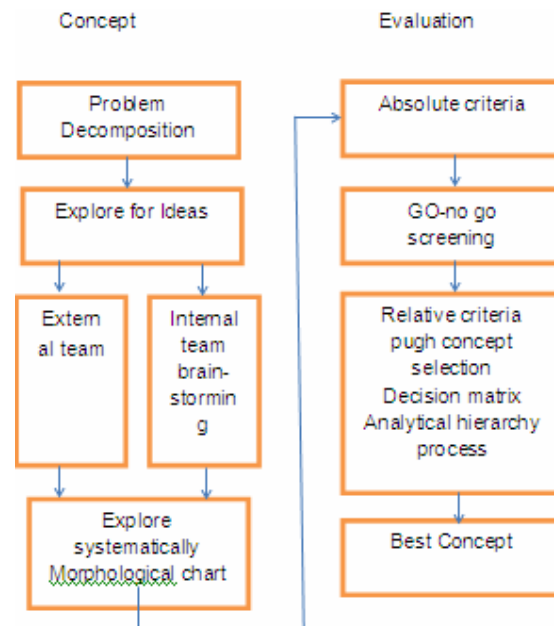 Concept
Problem
Decomposition
Explore for Ideas
Extern
al team
Internal
team
brain-
stormin
g
Explore
systematically
Morphological chart
Evaluation
Absolute criteria
GO-no go
screening
Relative criteria
pugh concept
selection
Decision matrix
Analytical hierarchy
process
Best Concept